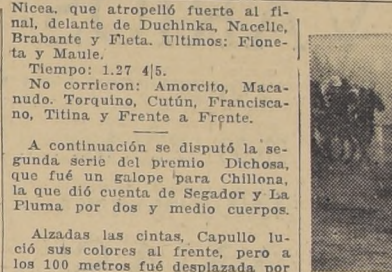 Nicea. que atropelló fuerte al fi-
nal, delante de Duchinka, Nacelle,
Brabante y Fleta. Ultimos: Fione-
ta y Maule.
Tiempo: 1.27 4|5.
No corrieron: Amorcito, Maca-
nudo. Torquino, Cutún, Francisca-
no, Titina y Frente a Frente.
A continuación se disputó la se-
gunda serie del premio Dichosa,
que fué un galope para Chillona,
la que dió cuenta de Segador y La
Pluma por dos y medio cuerpos.
Alzadas las cintas, Capullo lu-
ció sus colores al frente, pero a
los 100 metros fué desplazada por